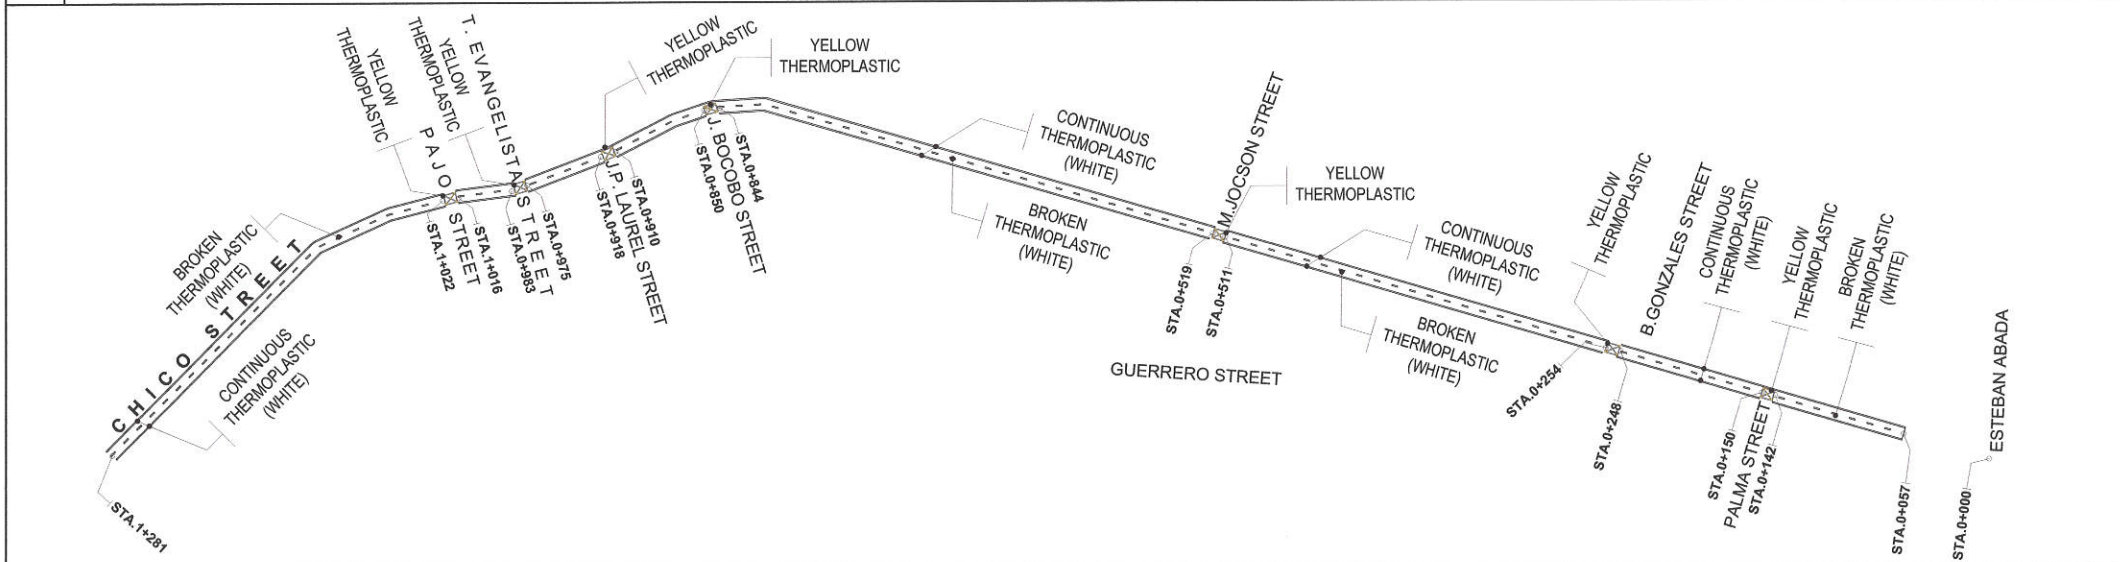 YELLOW
THERMOPLASTIC
YELLOW
THERMOPLASTIC
T. EVANGELISTA
STREET
PAJO
STREET
YELLOW
THERMOPLASTIC
YELLOW
THERMOPLASTIC
BROKEN
THERMOPLASTIC
(WHITE)
CHICO STREET
CONTINUOUS
THERMOPLASTIC
(WHITE)
STA.1+281
STA.1+022
STA.1+016
STA.0+983
STA.0+975
STA.0+918
STA.0+910
J.P. LAUREL STREET
STA.0+850
STA.0+844
J. BOCOBO STREET
CONTINUOUS
THERMOPLASTIC
(WHITE)
BROKEN
THERMOPLASTIC
(WHITE)
M.JOCSON STREET
YELLOW
THERMOPLASTIC
STA.0+519
STA.0+511
GUERRERO STREET
CONTINUOUS
THERMOPLASTIC
(WHITE)
BROKEN
THERMOPLASTIC
(WHITE)
YELLOW
THERMOPLASTIC
STA.0+254
STA.0+248
B.GONZALES STREET
CONTINUOUS
THERMOPLASTIC
(WHITE)
YELLOW
THERMOPLASTIC
BROKEN
THERMOPLASTIC
(WHITE)
STA.0+150
PALMA STREET
STA.0+142
STA.0+057
STA.0+000
ESTEBAN ABADA